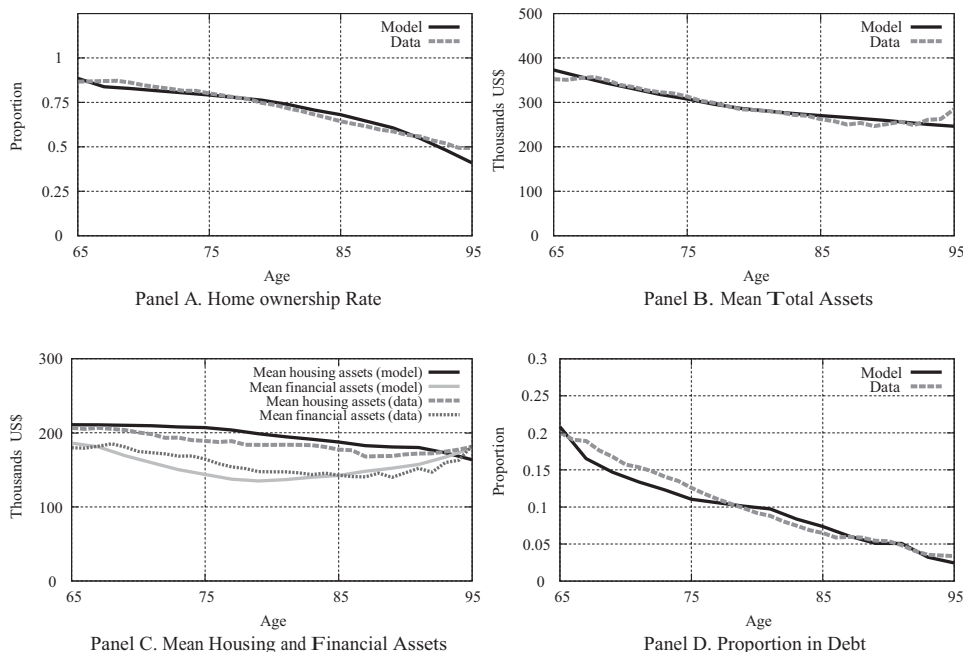 Model
Data
Proportion
1
0.75
0.5
0.25
0
65
75
85
95
Age
Panel A. Home ownership Rate
Model
Data
Thousands US$
500
400
300
200
100
0
65
75
85
95
Age
Panel B. Mean Total Assets
Mean housing assets (model)
Mean financial assets (model)
Mean housing assets (data)
Mean financial assets (data)
Thousands US$
300
200
100
0
65
75
85
95
Age
Panel C. Mean Housing and Financial Assets
Model
Data
Proportion
0.3
0.25
0.2
0.15
0.1
0.05
0
65
75
85
95
Age
Panel D. Proportion in Debt